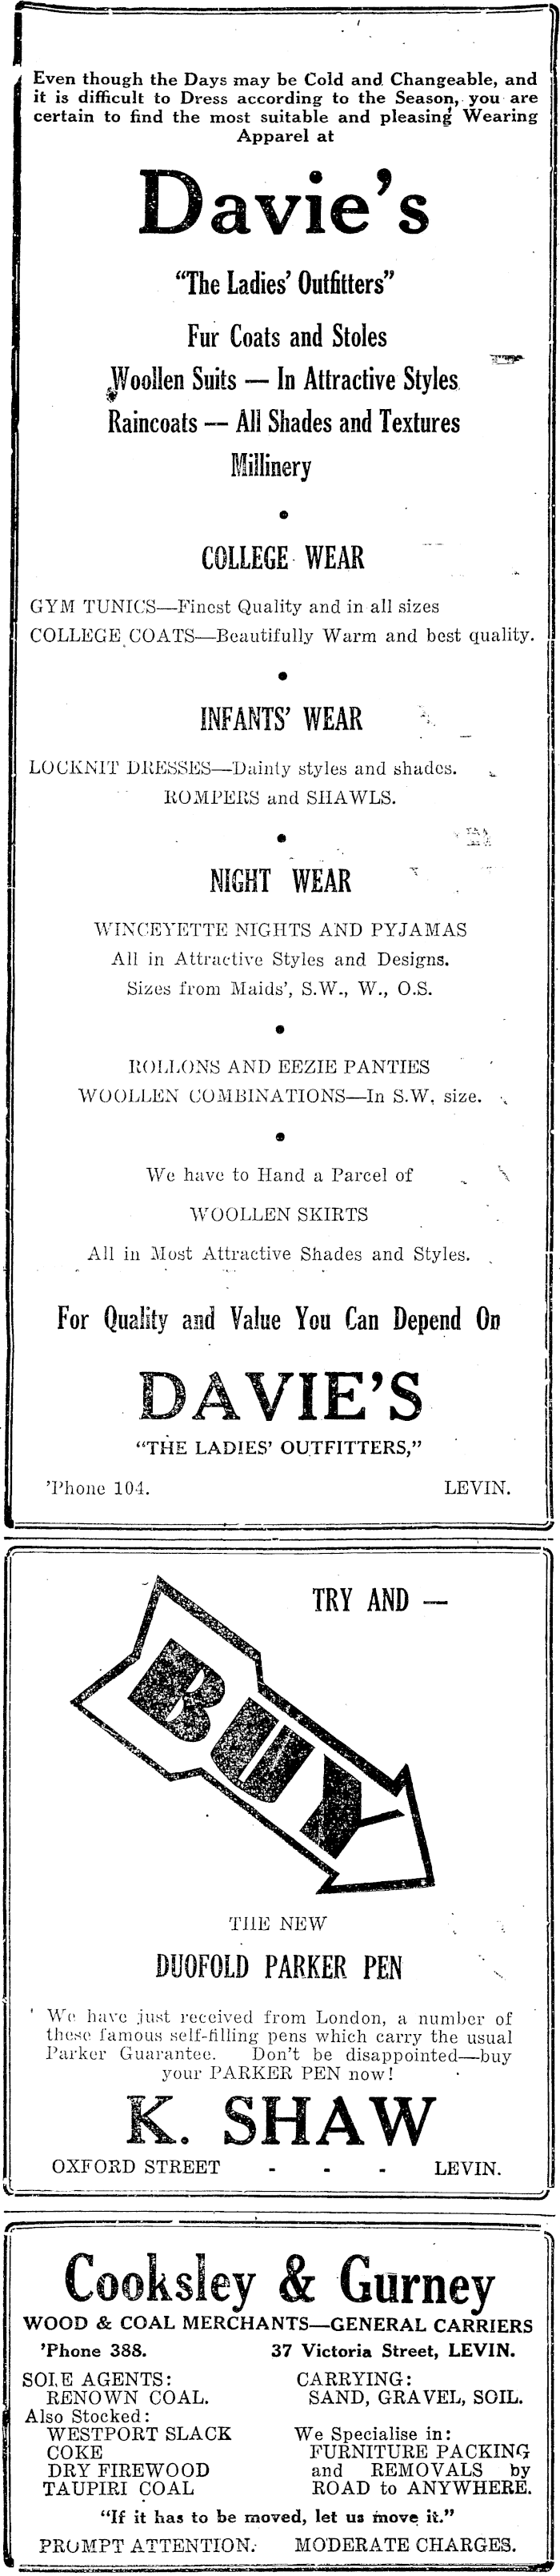 Even though the Days may be Cold and Changeable, and
it is difficult to Dress according to the Season, you are
certain to find the most suitable and pleasing Wearing
Apparel at
Davie's
"The Ladies' Outfitters"
Fur Coats and Stoles
Woollen Suits — In Attractive Styles
Raincoats — All Shades and Textures
Millinery
•
COLLEGE WEAR
GYM TUNICS—Finest Quality and in all sizes
COLLEGE COATS—Beautifully Warm and best quality.
•
INFANTS' WEAR
LOCKNIT DRESSES—Dainty styles and shades.
ROMPERS and SHAWLS.
•
NIGHT WEAR
WINCEYETTE NIGHTS AND PYJAMAS
All in Attractive Styles and Designs.
Sizes from Maids', S.W., W., O.S.
•
ROLLONS AND EEZIE PANTIES
WOOLLEN COMBINATIONS—In S.W. size.
•
We have to Hand a Parcel of
WOOLLEN SKIRTS
All in Most Attractive Shades and Styles.
For Quality and Value You Can Depend On
DAVIE'S
"THE LADIES' OUTFITTERS,"
'Phone 104. LEVIN.
TRY AND —
BUY
THE NEW
DUOFOLD PARKER PEN
We have just received from London, a number of
these famous self-filling pens which carry the usual
Parker Guarantee. Don't be disappointed—buy
your PARKER PEN now!
K. SHAW
OXFORD STREET - - - LEVIN.
Cooksley & Gurney
WOOD & COAL MERCHANTS—GENERAL CARRIERS
'Phone 388. 37 Victoria Street, LEVIN.
SOLE AGENTS:
RENOWN COAL.
Also Stocked:
WESTPORT SLACK
COKE
DRY FIREWOOD
TAUPIRI COAL
CARRYING:
SAND, GRAVEL, SOIL.
We Specialise in:
FURNITURE PACKING
and REMOVALS by
ROAD to ANYWHERE.
"If it has to be moved, let us move it."
PROMPT ATTENTION. MODERATE CHARGES.